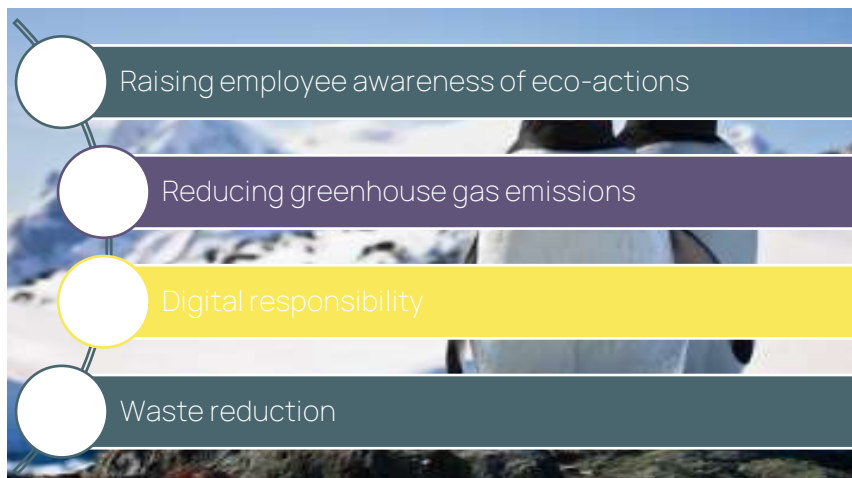 Raising employee awareness of eco-actions
Reducing greenhouse gas emissions
Digital responsibility
Waste reduction